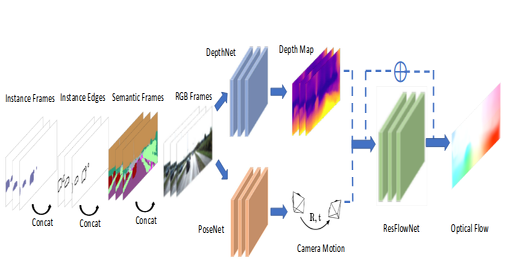 DepthNet
Depth Map
Instance Frames
Instance Edges
Semantic Frames
RGB Frames
Concat
Concat
Concat
PoseNet
R, t
Camera Motion
ResFlowNet
Optical Flow